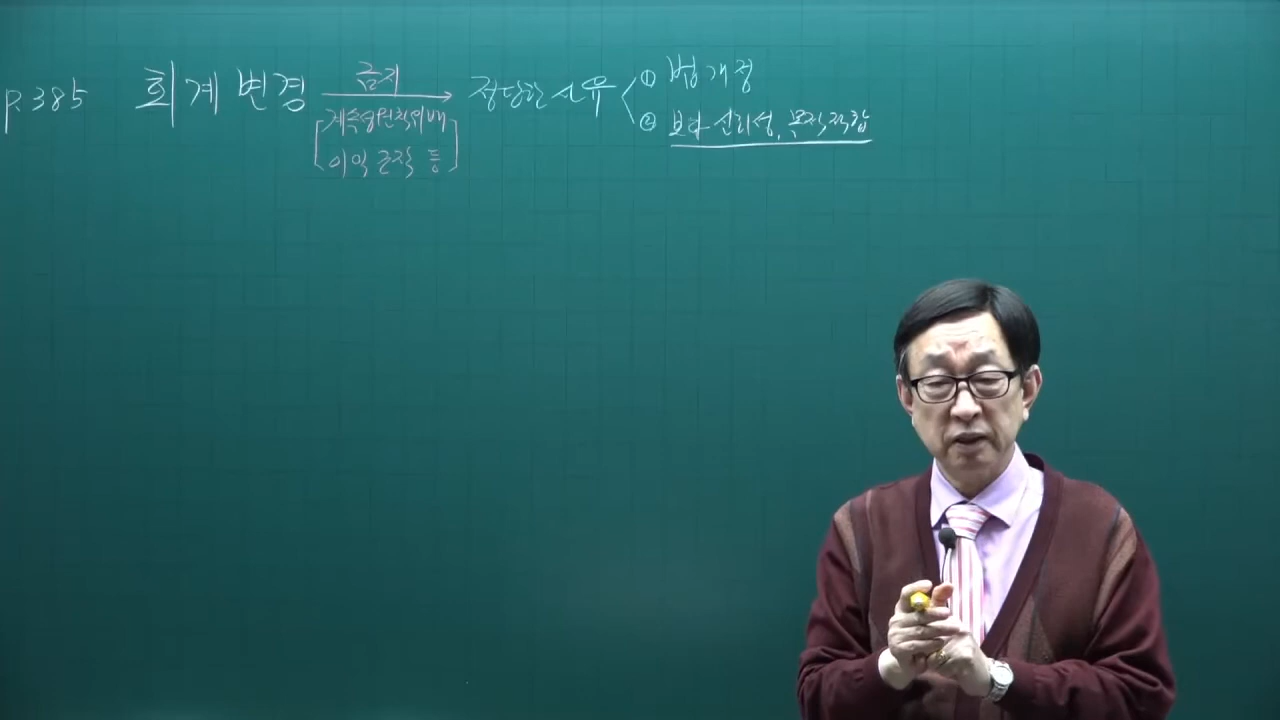 p.385 회계변경 금지 정당한 사유 ① 법 개정
[계속성원칙위배 ② 보다 신뢰성, 목적적합
이익 조작 등]